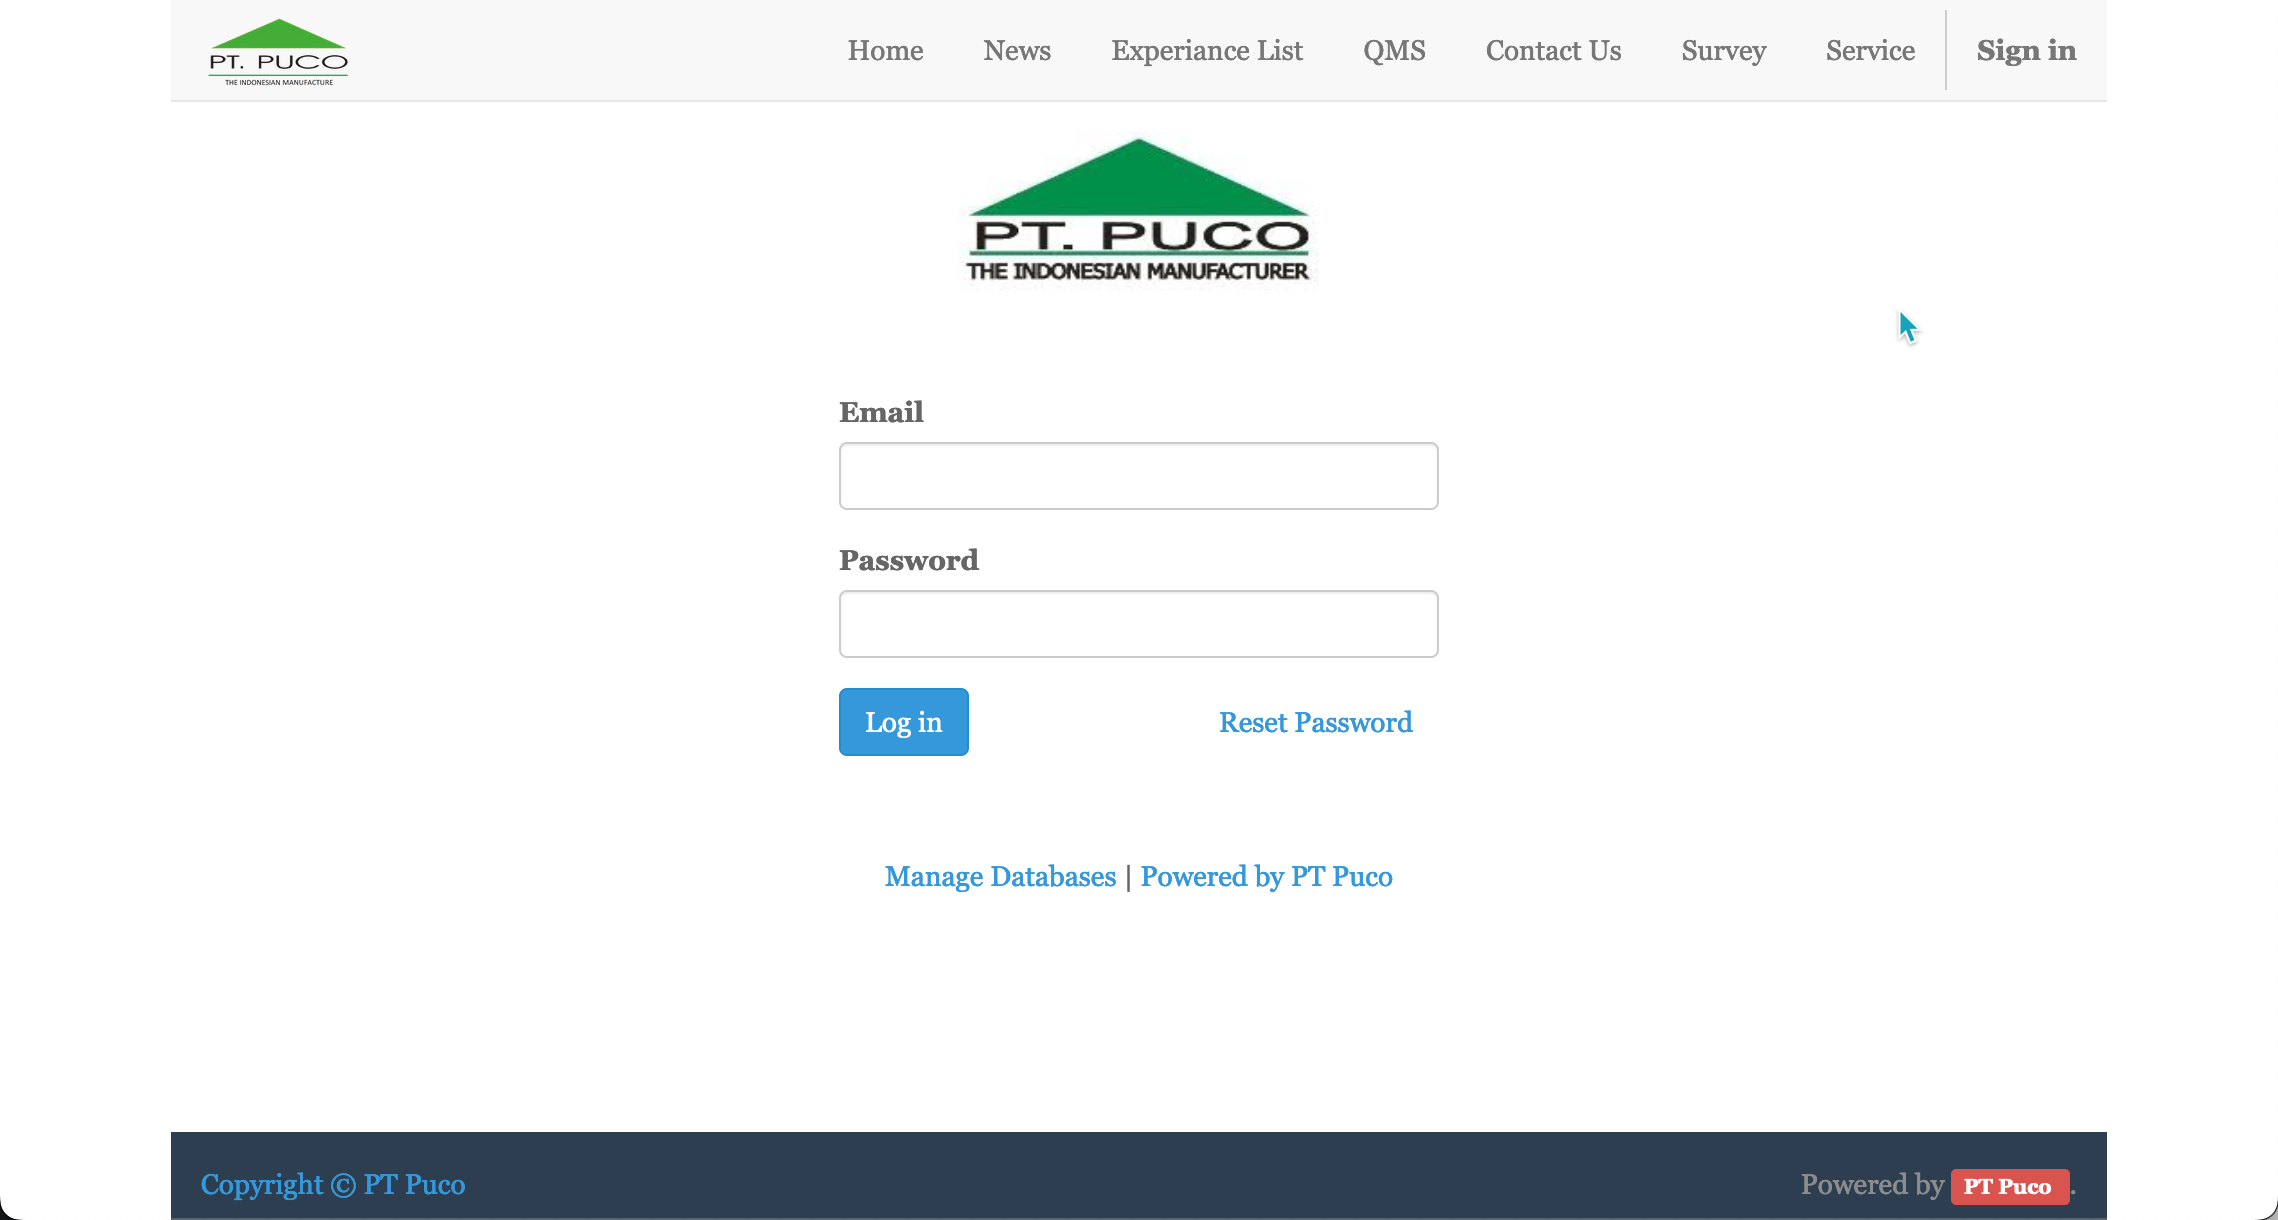 PT. PUCO
THE INDONESIAN MANUFACTURE
Home News Experiance List QMS Contact Us Survey Service Sign in
PT. PUCO
THE INDONESIAN MANUFACTURER
Email
Password
Log in Reset Password
Manage Databases | Powered by PT Puco
Copyright © PT Puco Powered by PT Puco.